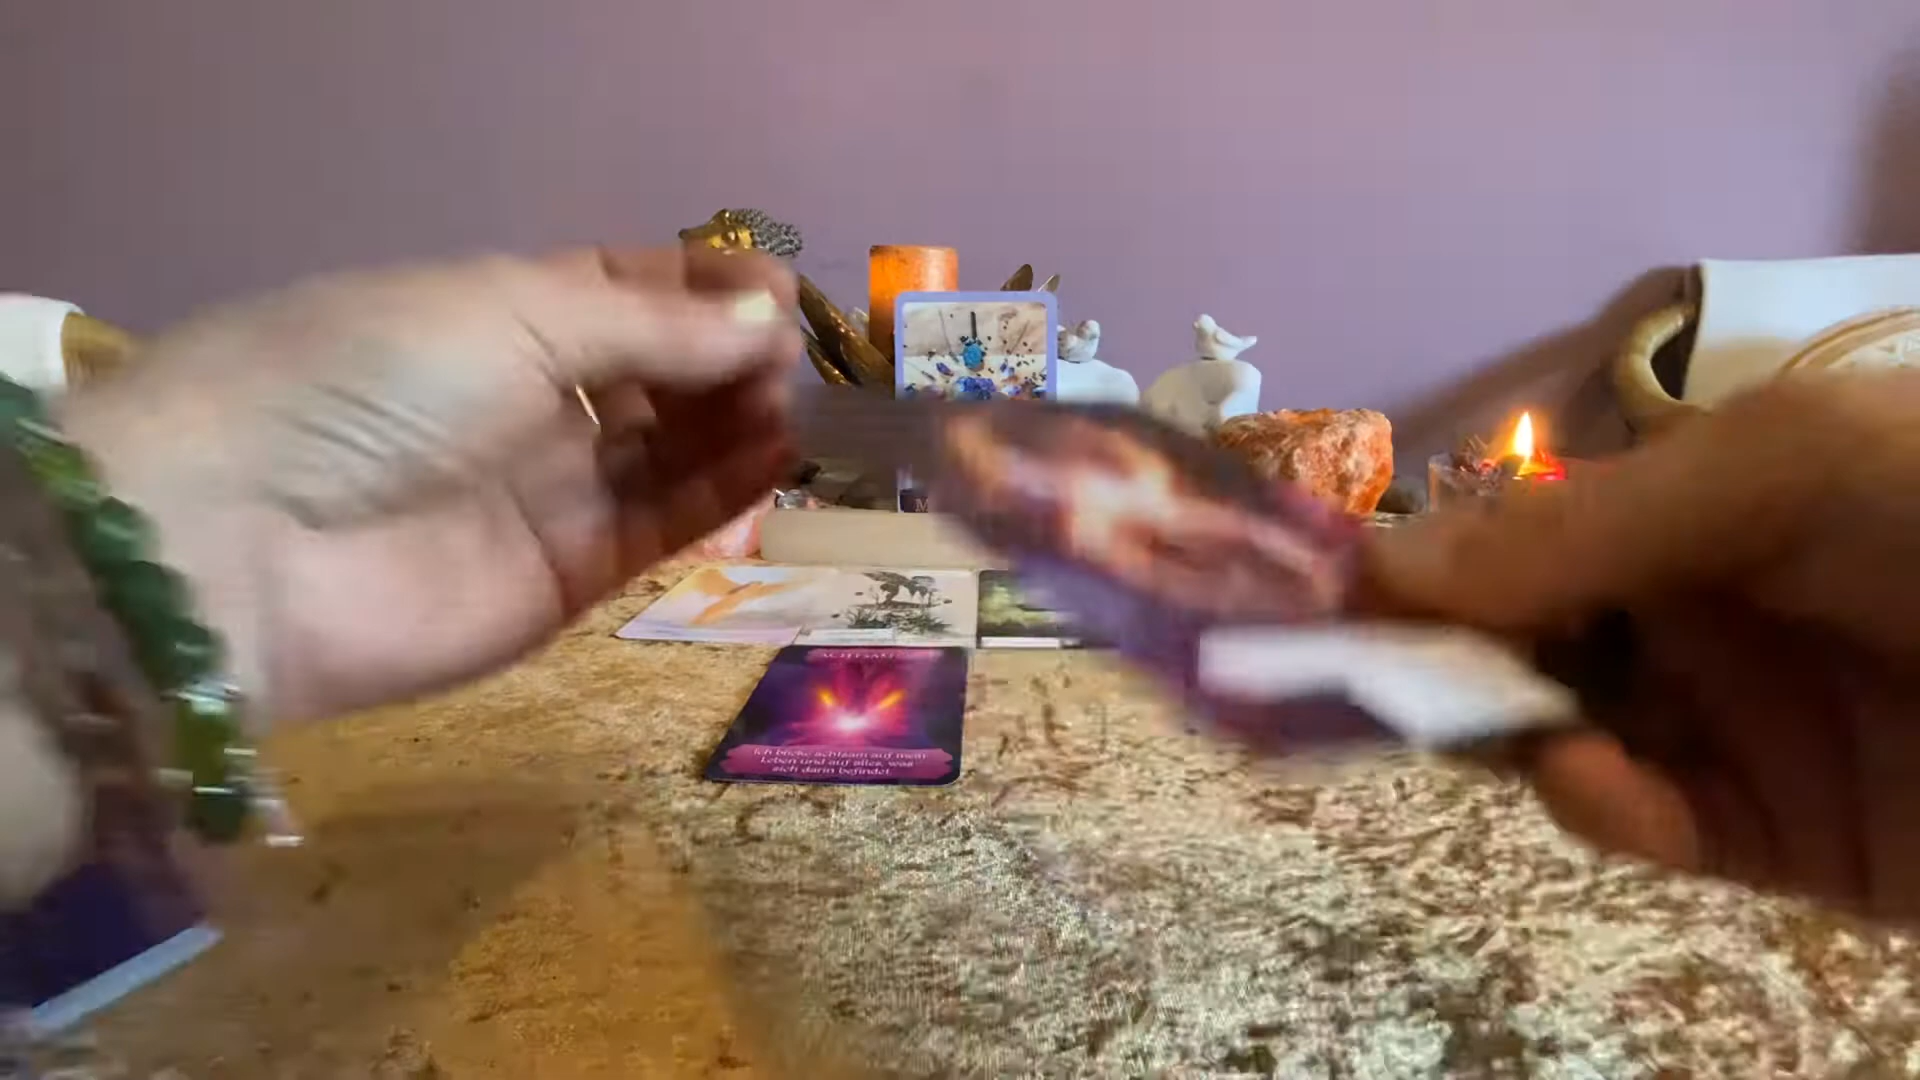 ACHTSAMKEIT
Ich blicke achtsam auf mein
Leben und auf alles, was
sich darin befindet.